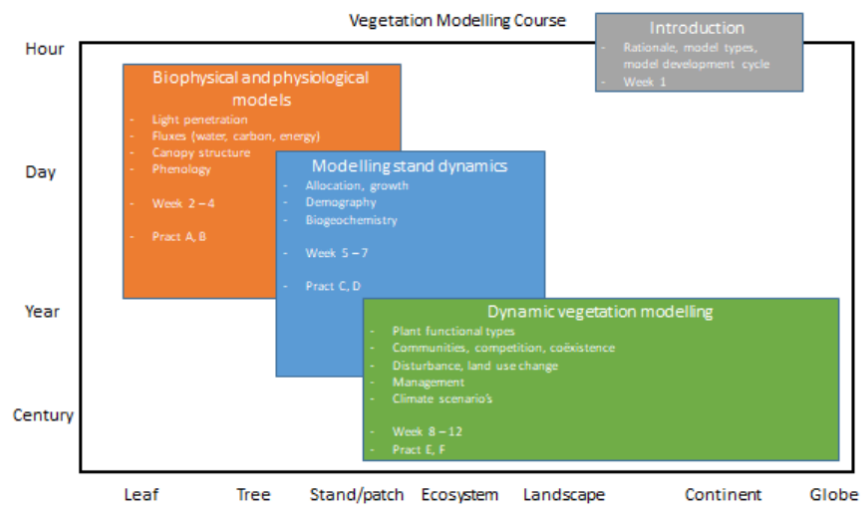 Vegetation Modelling Course
Hour
Day
Year
Century
Introduction
- Rationale, model types,
model development cycle
- Week 1
Biophysical and physiological
models
- Light penetration
- Fluxes (water, carbon, energy)
- Canopy structure
- Phenology
- Week 2 – 4
- Pract A, B
Modelling stand dynamics
- Allocation, growth
- Demography
- Biogeochemistry
- Week 5 – 7
- Pract C, D
Dynamic vegetation modelling
- Plant functional types
- Communities, competition, coëxistence
- Disturbance, land use change
- Management
- Climate scenario's
- Week 8 – 12
- Pract E, F
Leaf Tree Stand/patch Ecosystem Landscape Continent Globe